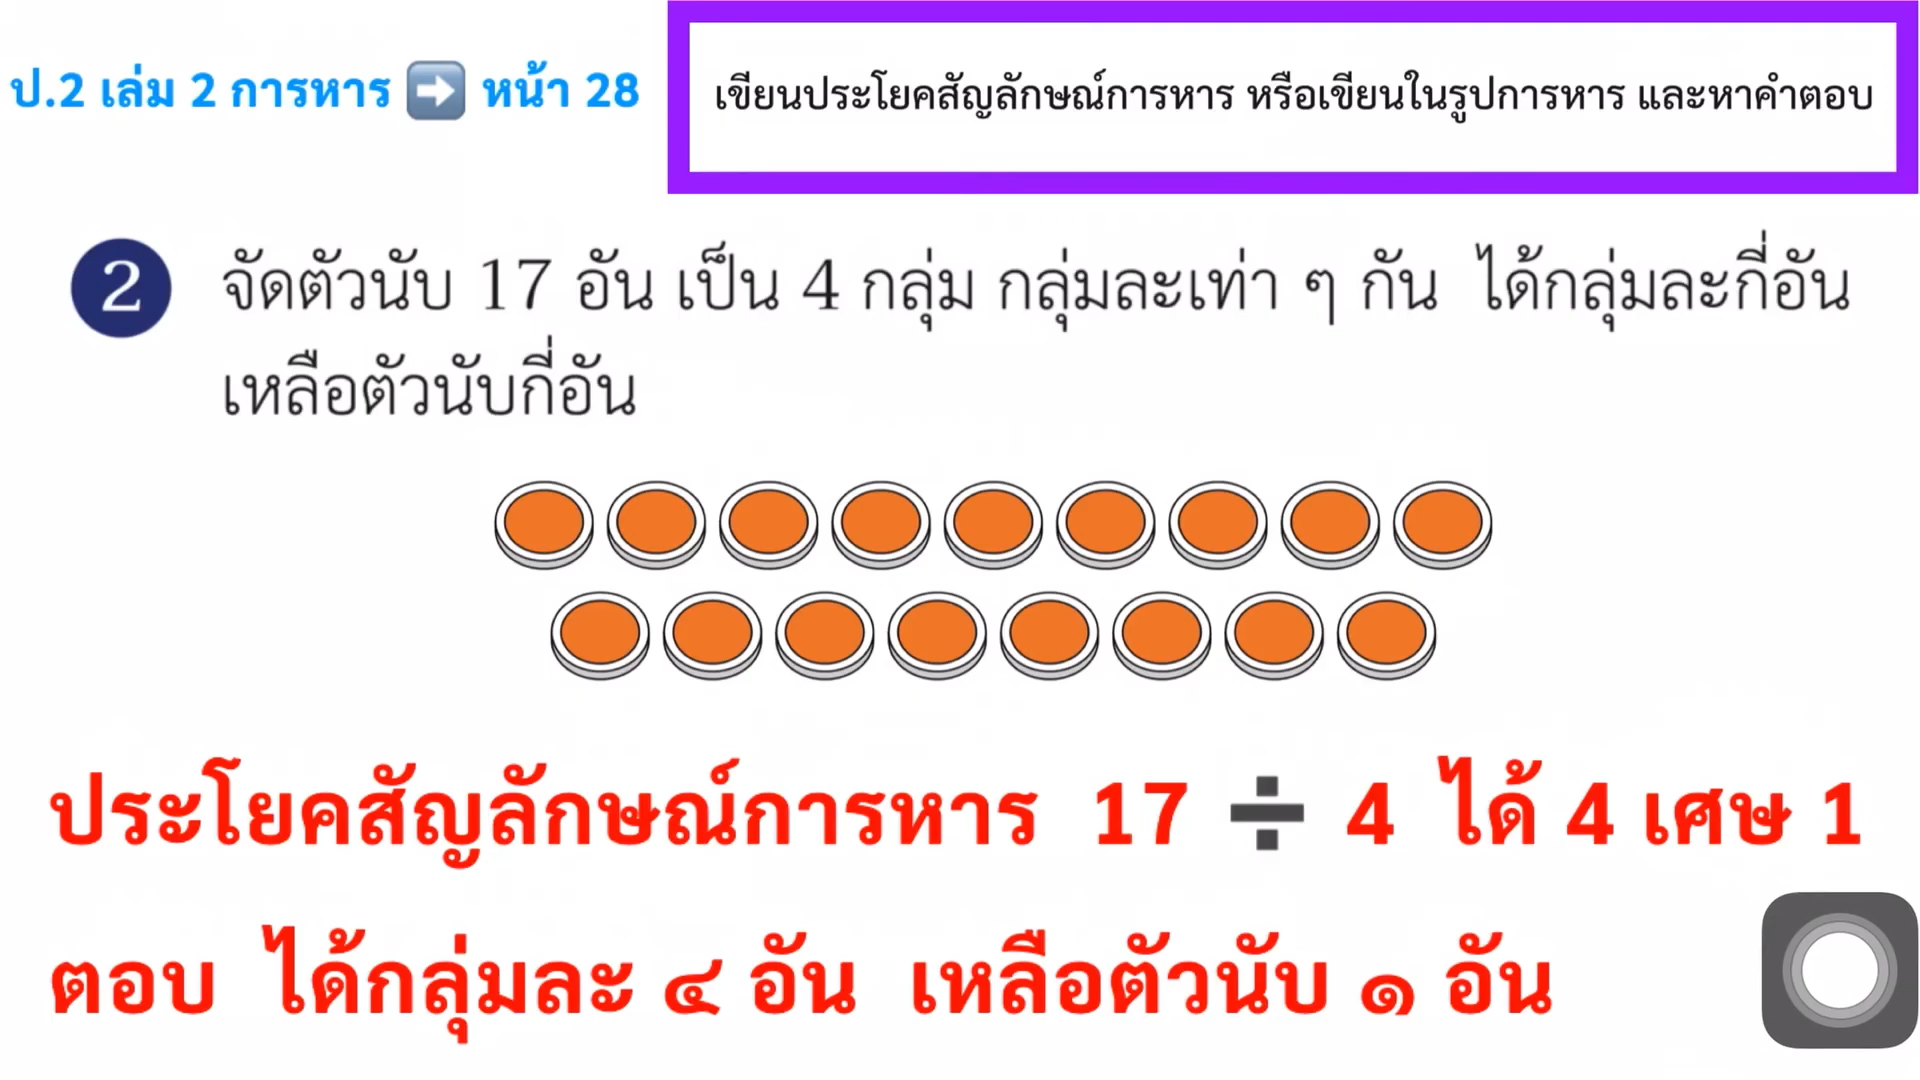 ป.2 เล่ม 2 การหาร ➡️ หน้า 28
เขียนประโยคสัญลักษณ์การหาร หรือเขียนในรูปการหาร และหาคำตอบ
2 จัดตัวนับ 17 อัน เป็น 4 กลุ่ม กลุ่มละเท่า ๆ กัน ได้กลุ่มละกี่อัน
เหลือตัวนับกี่อัน
ประโยคสัญลักษณ์การหาร 17 ➗ 4 ได้ 4 เศษ 1
ตอบ ได้กลุ่มละ ๔ อัน เหลือตัวนับ ๑ อัน